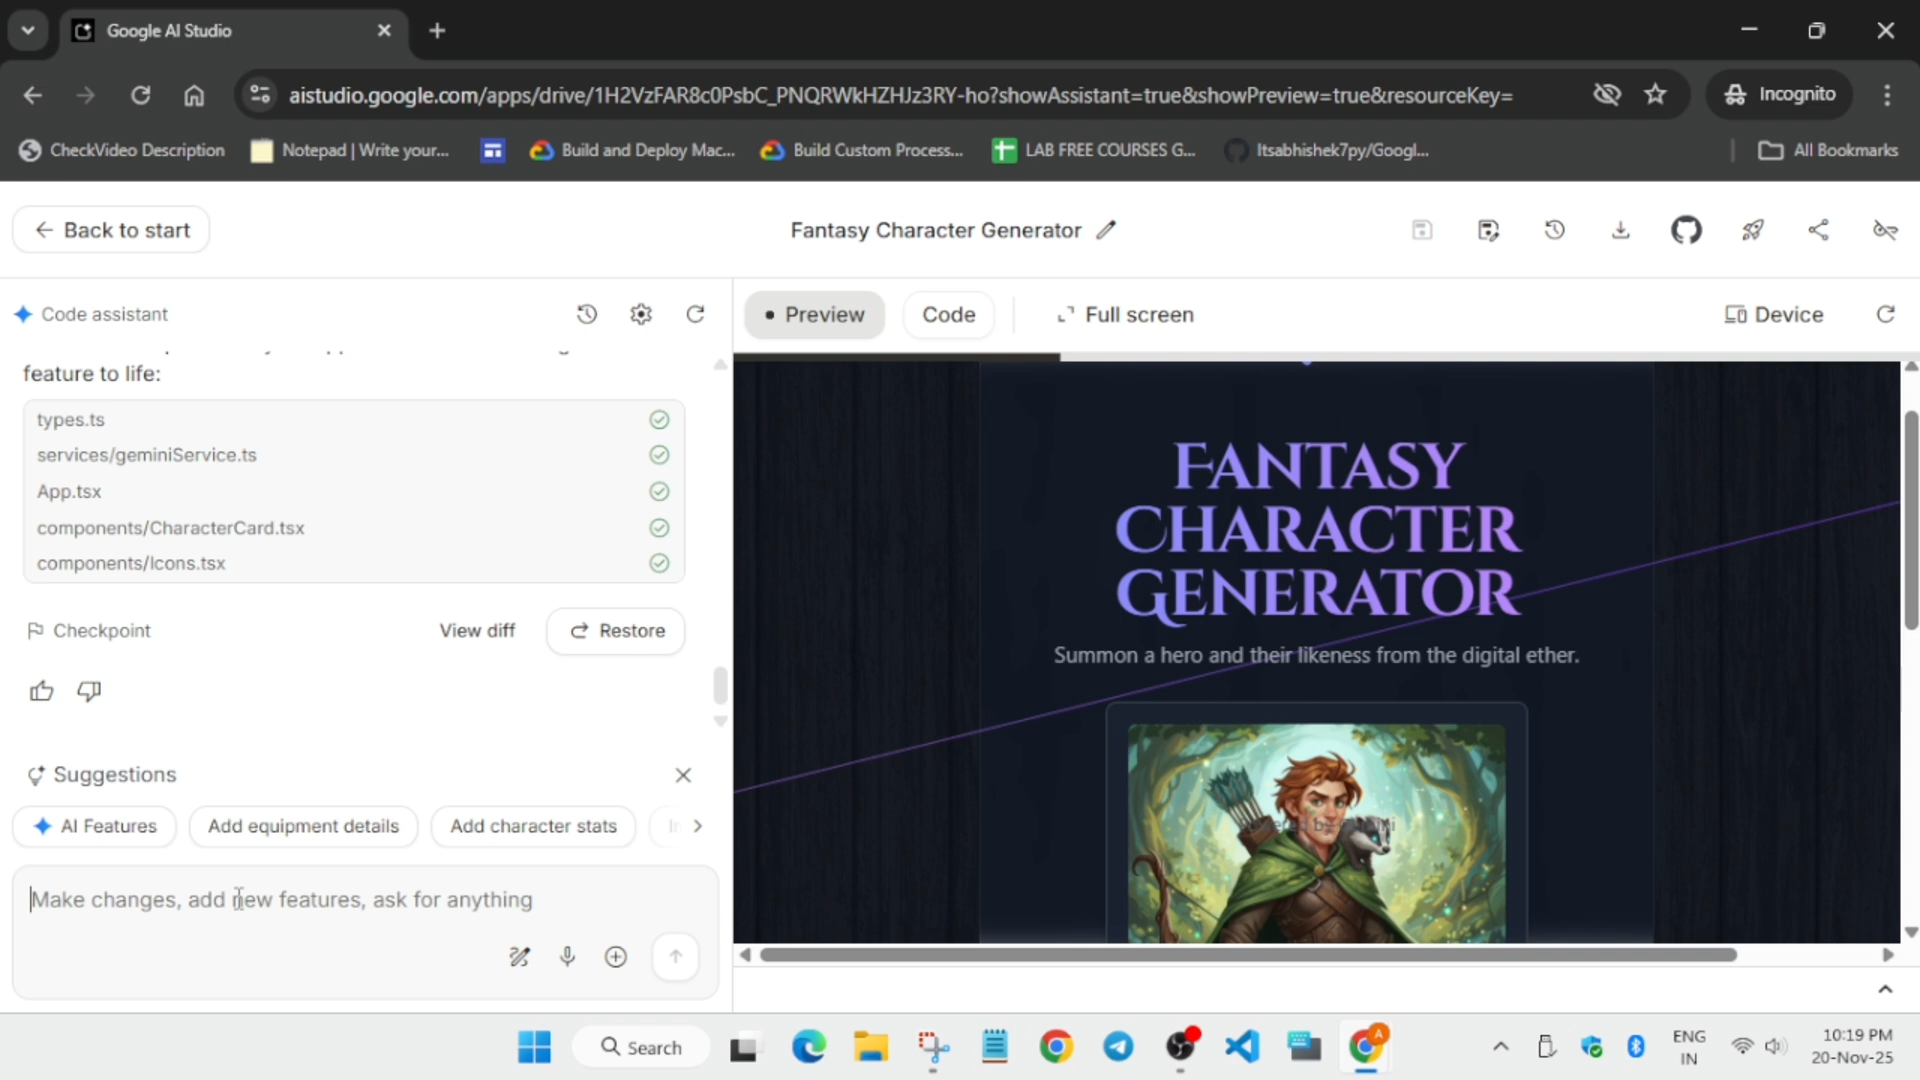 Google AI Studio
aistudio.google.com/apps/drive/1H2VzFAR8c0PsbC_PNQRWkHZHJz3RY-ho?showAssistant=true&showPreview=true&resourceKey=
Incognito
CheckVideo Description
Notepad | Write your...
Build and Deploy Mac...
Build Custom Process...
LAB FREE COURSES G...
Itsabhishek7py/Googl...
All Bookmarks
Back to start
Fantasy Character Generator
Code assistant
Preview
Code
Full screen
Device
feature to life:
types.ts
services/geminiService.ts
App.tsx
components/CharacterCard.tsx
components/Icons.tsx
Checkpoint
View diff
Restore
Suggestions
AI Features
Add equipment details
Add character stats
Make changes, add new features, ask for anything
Fantasy
Character
Generator
Summon a hero and their likeness from the digital ether.
Search
A
ENG
IN
10:19 PM
20-Nov-25